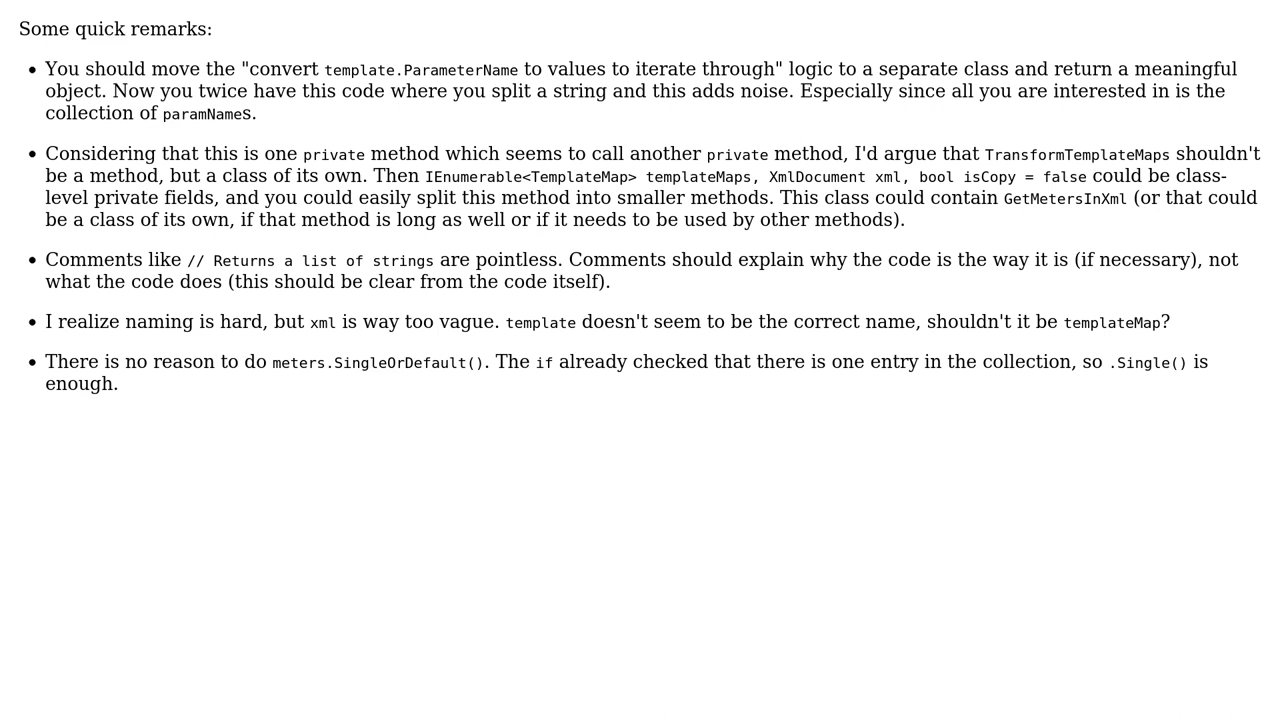 Some quick remarks:
• You should move the "convert template.ParameterName to values to iterate through" logic to a separate class and return a meaningful
object. Now you twice have this code where you split a string and this adds noise. Especially since all you are interested in is the
collection of paramNames.
• Considering that this is one private method which seems to call another private method, I'd argue that TransformTemplateMaps shouldn't
be a method, but a class of its own. Then IEnumerable<TemplateMap> templateMaps, XmlDocument xml, bool isCopy = false could be class-
level private fields, and you could easily split this method into smaller methods. This class could contain GetMetersInXml (or that could
be a class of its own, if that method is long as well or if it needs to be used by other methods).
• Comments like // Returns a list of strings are pointless. Comments should explain why the code is the way it is (if necessary), not
what the code does (this should be clear from the code itself).
• I realize naming is hard, but xml is way too vague. template doesn't seem to be the correct name, shouldn't it be templateMap?
• There is no reason to do meters.SingleOrDefault(). The if already checked that there is one entry in the collection, so .Single() is
enough.